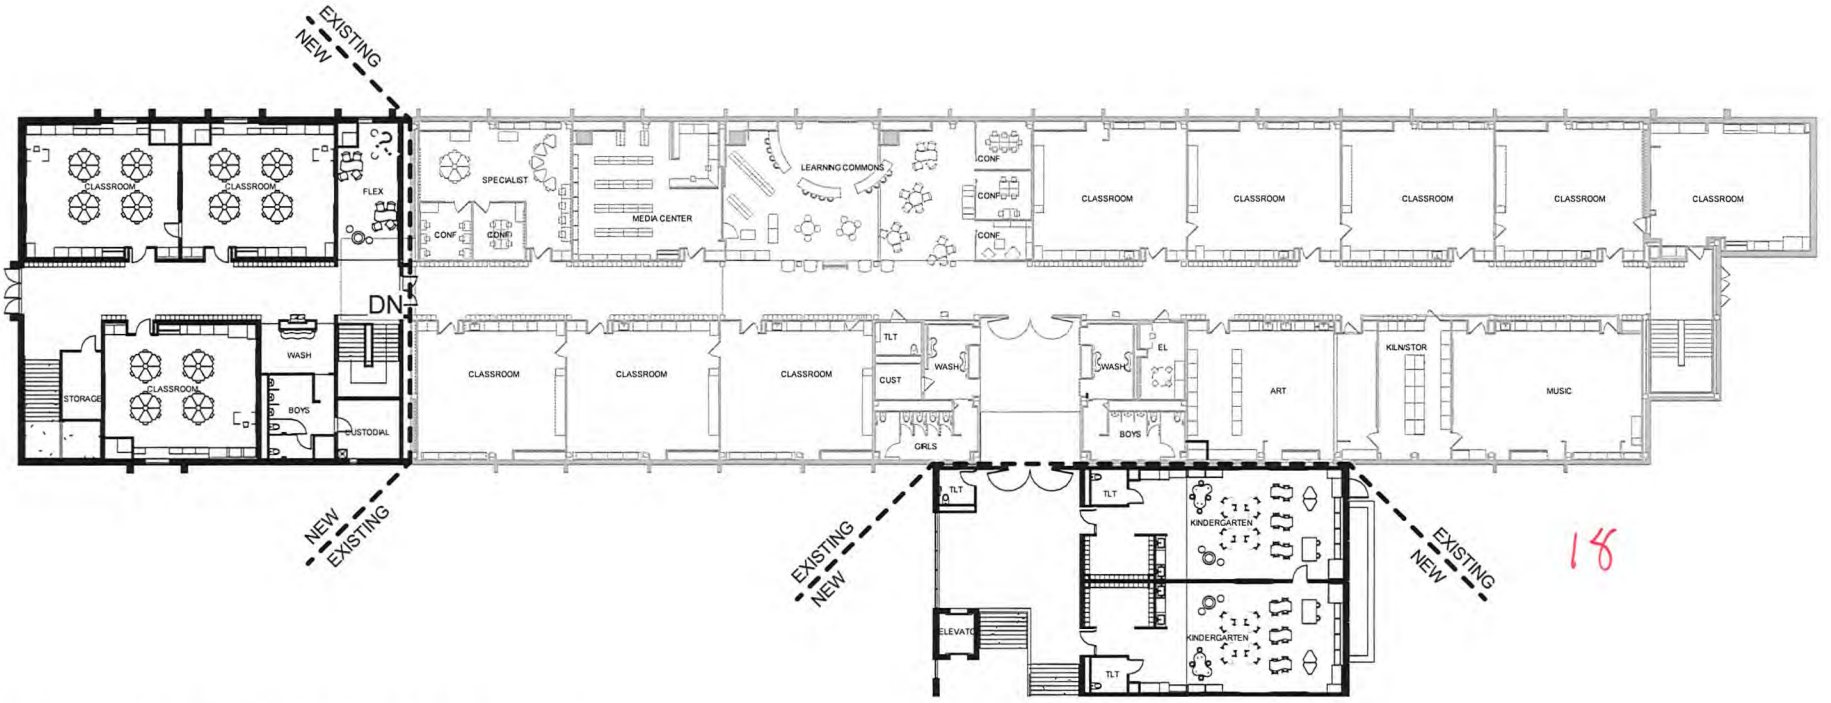 EXISTING
NEW
CLASSROOM
CLASSROOM
FLEX
?
SPECIALIST
CONF
CONF
MEDIA CENTER
LEARNING COMMONS
CONF
CONF
CONF
CLASSROOM
CLASSROOM
CLASSROOM
CLASSROOM
CLASSROOM
DN
STORAGE
CLASSROOM
WASH
BOYS
CUSTODIAL
CLASSROOM
CLASSROOM
CLASSROOM
TLT
CUST
WASH
GIRLS
WASH
EL
BOYS
ART
KILN/STOR
MUSIC
NEW
EXISTING
EXISTING
NEW
TLT
TLT
KINDERGARTEN
EXISTING
NEW
18
ELEVATO
KINDERGARTEN
TLT